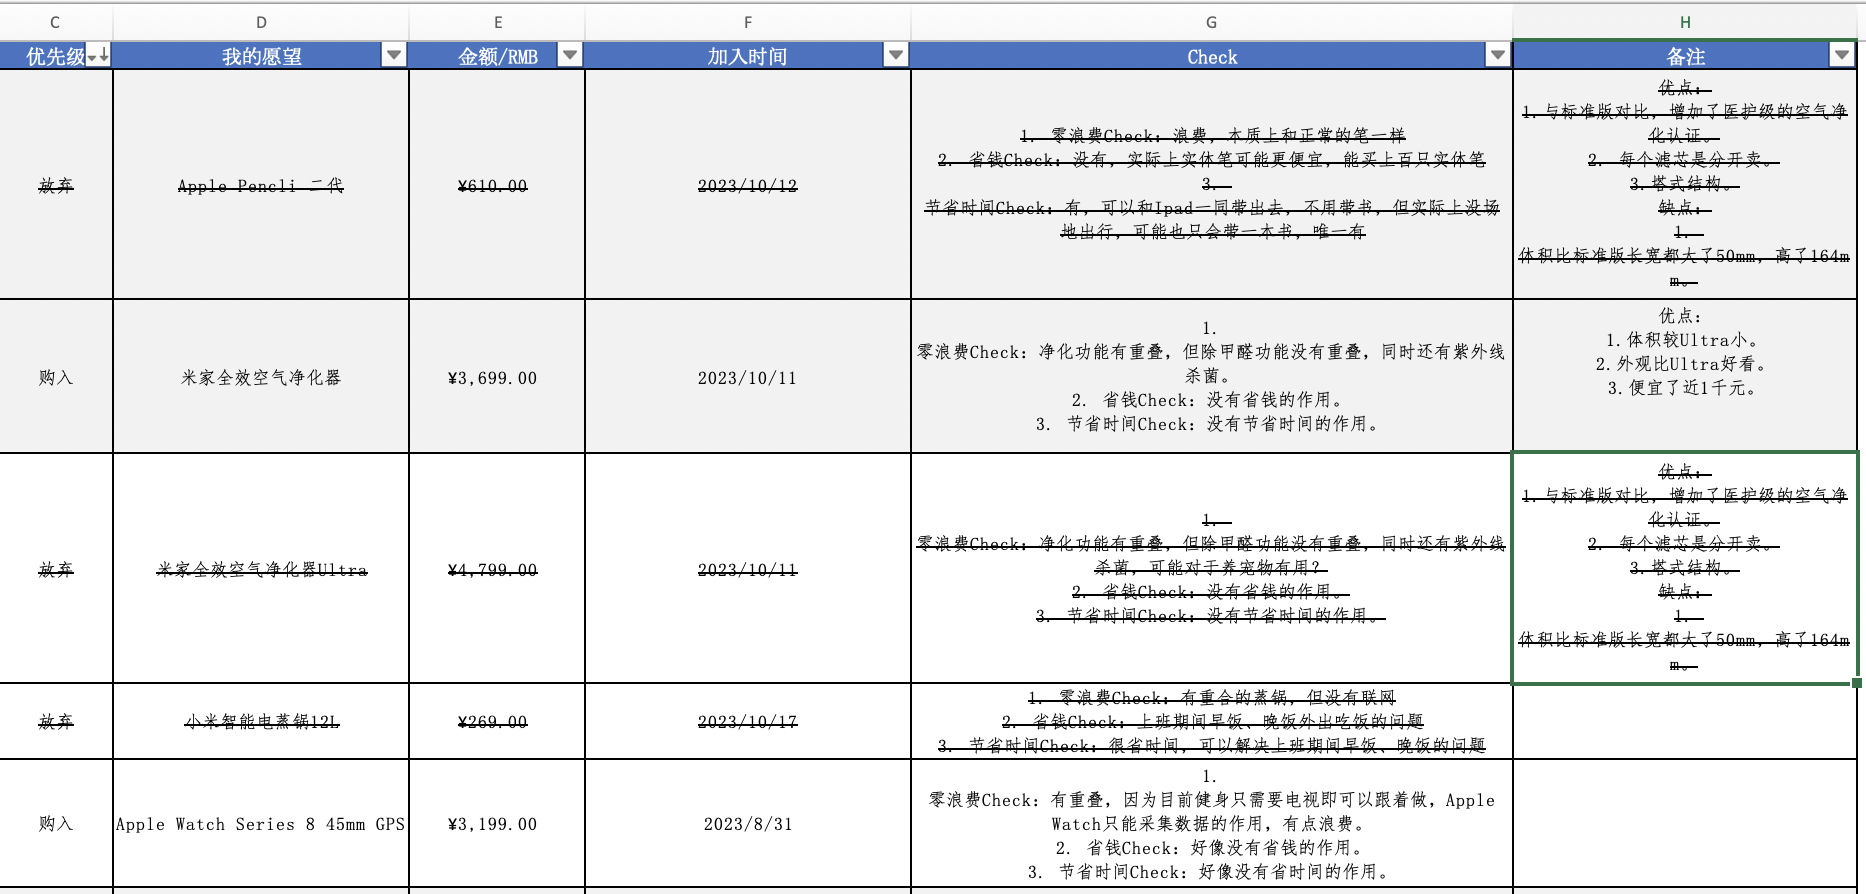 C D E F G H
优先级 我的愿望 金额/RMB 加入时间 Check 备注
放弃
Apple Pencli 二代
¥610.00
2023/10/12
1. 零浪费Check：浪费，本质上和正常的笔一样
2. 省钱Check：没有，实际上实体笔可能更便宜，能买上百只实体笔
3.
节省时间Check：有，可以和Ipad一同带出去，不用带书，但实际上没场
地出行，可能也只会带一本书，唯一有
优点：
1.与标准版对比，增加了医护级的空气净
化认证。
2. 每个滤芯是分开卖。
3.塔式结构。
缺点：
1.
体积比标准版长宽都大了50mm，高了164m
m。
购入
米家全效空气净化器
¥3,699.00
2023/10/11
1.
零浪费Check：净化功能有重叠，但除甲醛功能没有重叠，同时还有紫外线
杀菌。
2. 省钱Check：没有省钱的作用。
3. 节省时间Check：没有节省时间的作用。
优点：
1.体积较Ultra小。
2.外观比Ultra好看。
3.便宜了近1千元。
放弃
米家全效空气净化器Ultra
¥4,799.00
2023/10/11
1.
零浪费Check：净化功能有重叠，但除甲醛功能没有重叠，同时还有紫外线
杀菌，可能对于养宠物有用？
2. 省钱Check：没有省钱的作用。
3. 节省时间Check：没有节省时间的作用。
优点：
1.与标准版对比，增加了医护级的空气净
化认证。
2. 每个滤芯是分开卖。
3.塔式结构。
缺点：
1.
体积比标准版长宽都大了50mm，高了164m
m。
放弃
小米智能电蒸锅12L
¥269.00
2023/10/17
1. 零浪费Check：有重合的蒸锅，但没有联网
2. 省钱Check：上班期间早饭、晚饭外出吃饭的问题
3. 节省时间Check：很省时间，可以解决上班期间早饭、晚饭的问题
购入
Apple Watch Series 8 45mm GPS
¥3,199.00
2023/8/31
1.
零浪费Check：有重叠，因为目前健身只需要电视即可以跟着做，Apple
Watch只能采集数据的作用，有点浪费。
2. 省钱Check：好像没有省钱的作用。
3. 节省时间Check：好像没有省时间的作用。